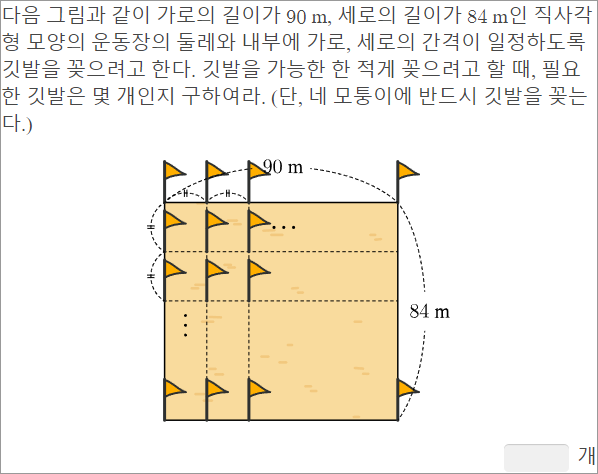 다음 그림과 같이 가로의 길이가 90 m, 세로의 길이가 84 m인 직사각
형 모양의 운동장의 둘레와 내부에 가로, 세로의 간격이 일정하도록
깃발을 꽂으려고 한다. 깃발을 가능한 한 적게 꽂으려고 할 때, 필요
한 깃발은 몇 개인지 구하여라. (단, 네 모퉁이에 반드시 깃발을 꽂는
다.)
90 m
84 m
개